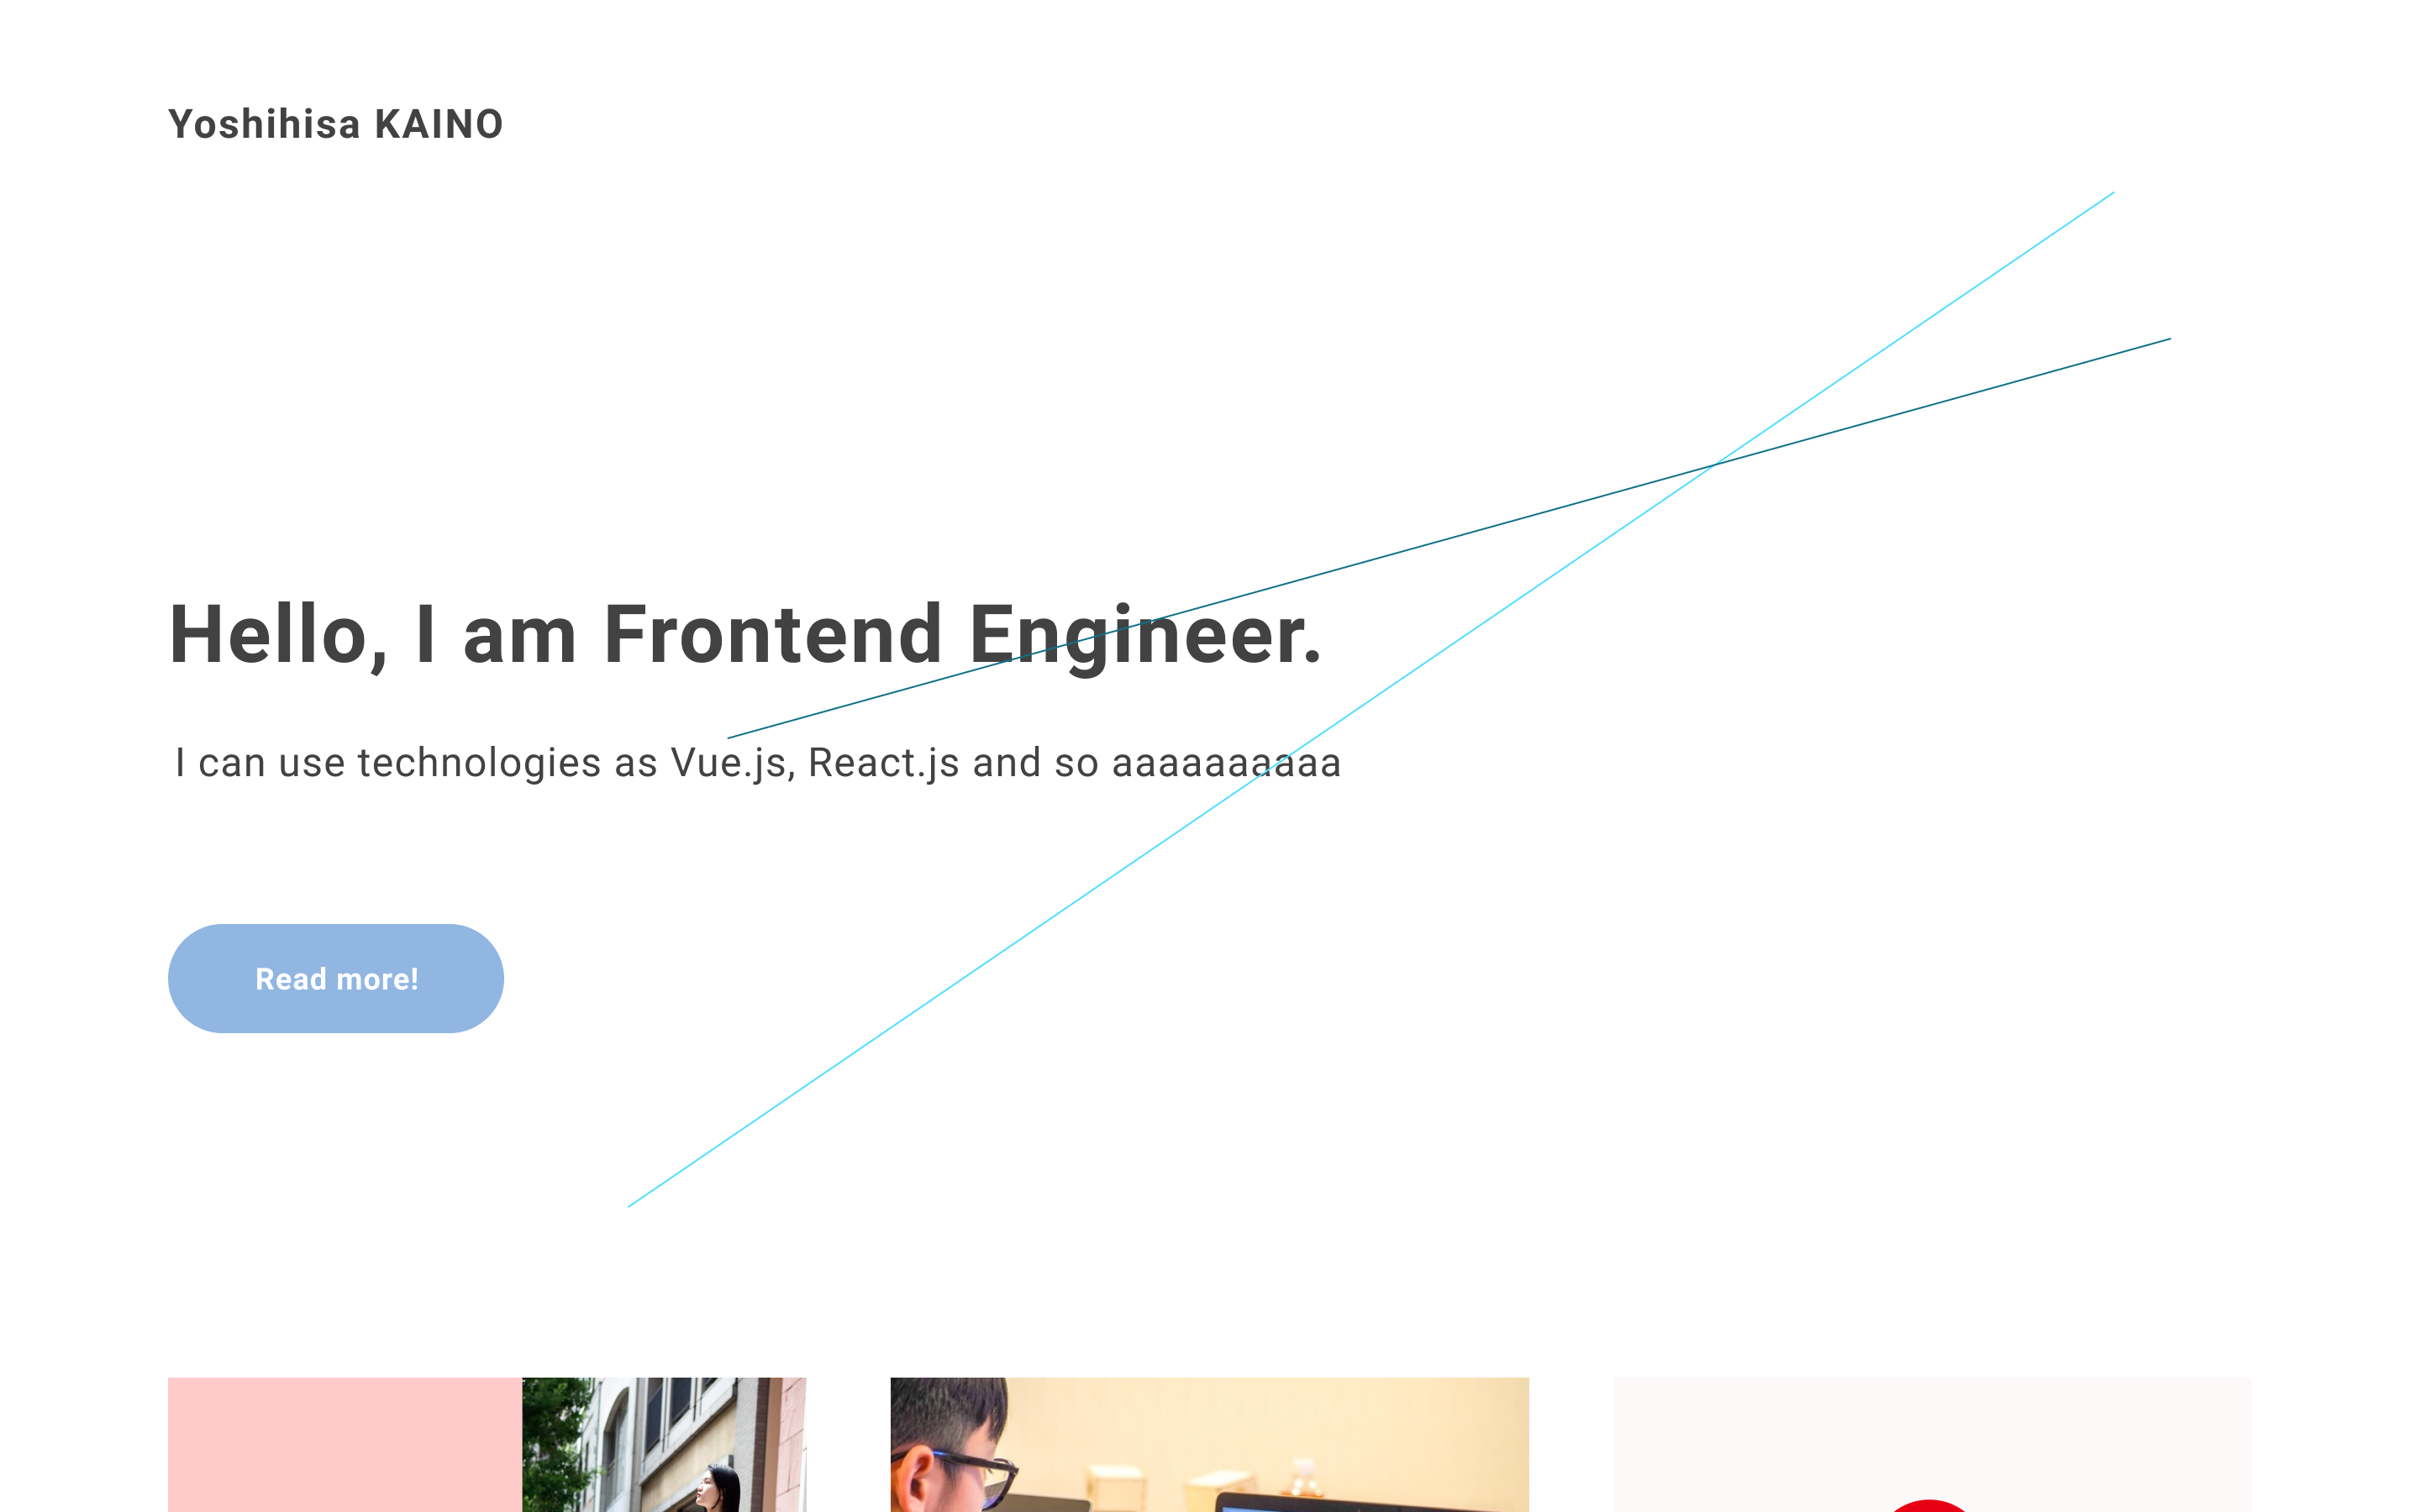 Yoshihisa KAINO
Hello, I am Frontend Engineer.
I can use technologies as Vue.js, React.js and so aaaaaaaaaa
Read more!